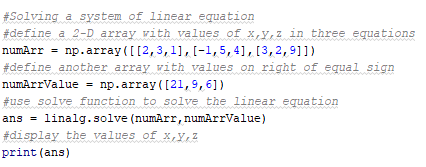 #Solving a system of linear equation
#define a 2-D array with values of x,y,z in three equations
numArr = np.array([[2,3,1],[-1,5,4],[3,2,9]])
#define another array with values on right of equal sign
numArrValue = np.array([21,9,6])
#use solve function to solve the linear equation
ans = linalg.solve(numArr,numArrValue)
#display the values of x,y,z
print(ans)